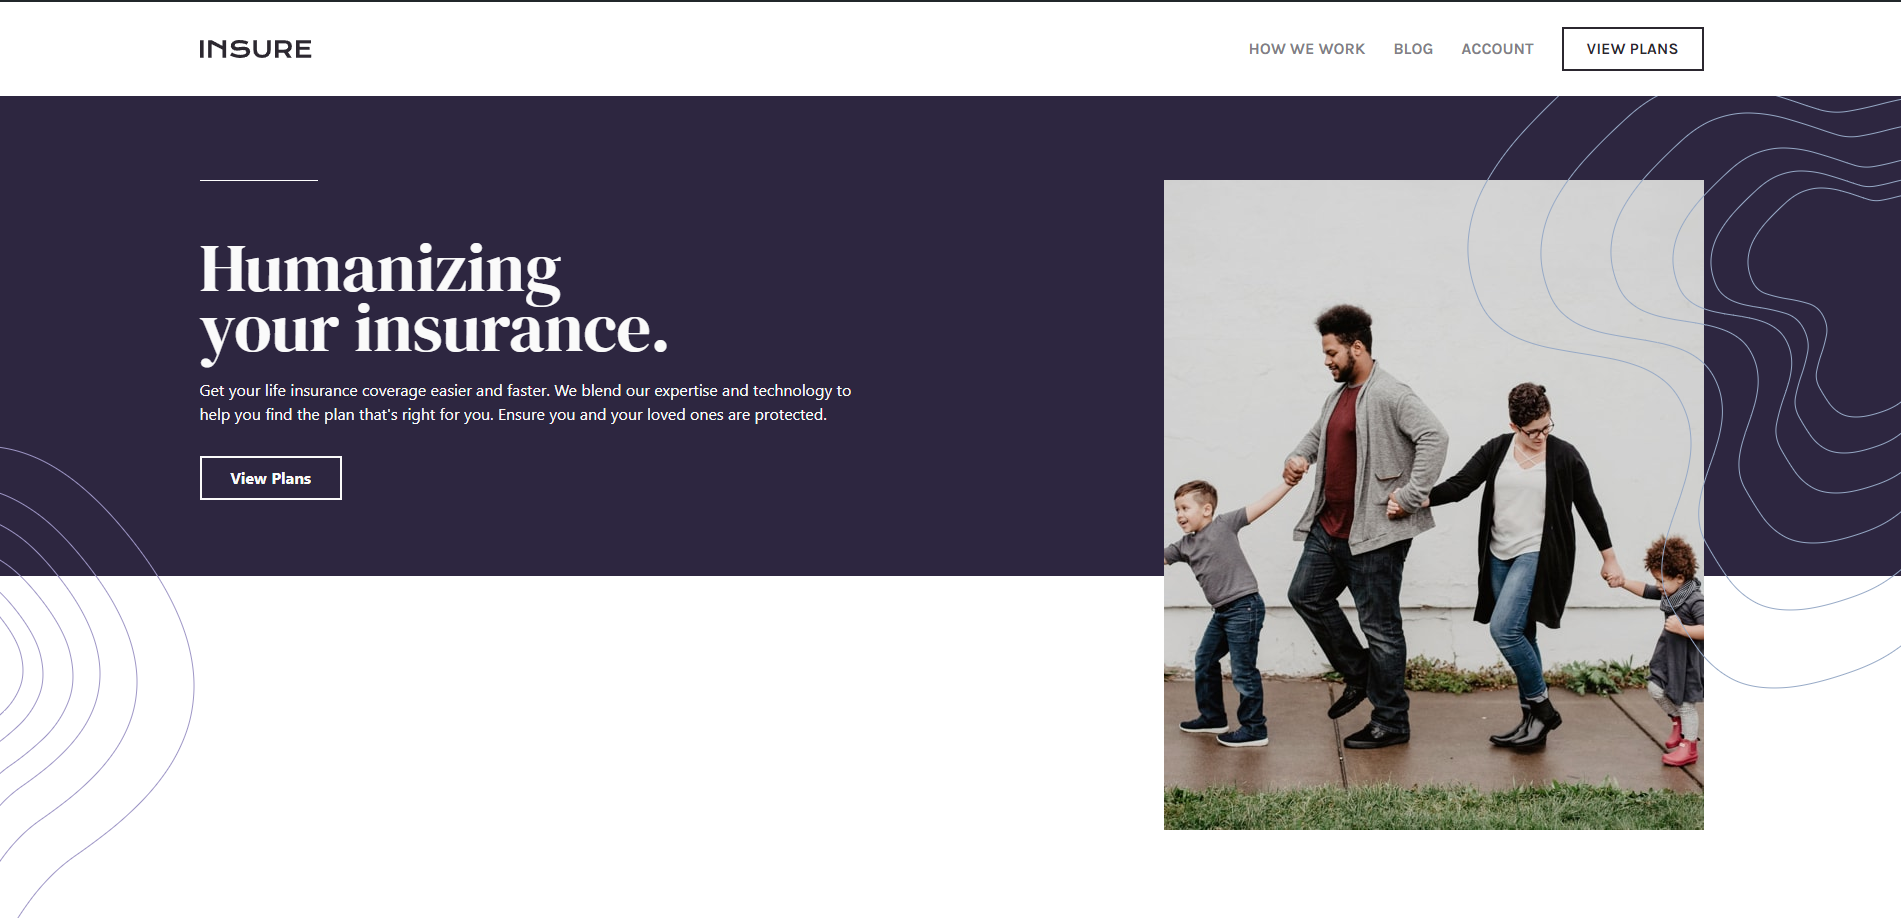 INSURE
HOW WE WORK
BLOG
ACCOUNT
VIEW PLANS
Humanizing
your insurance.
Get your life insurance coverage easier and faster. We blend our expertise and technology to
help you find the plan that's right for you. Ensure you and your loved ones are protected.
View Plans